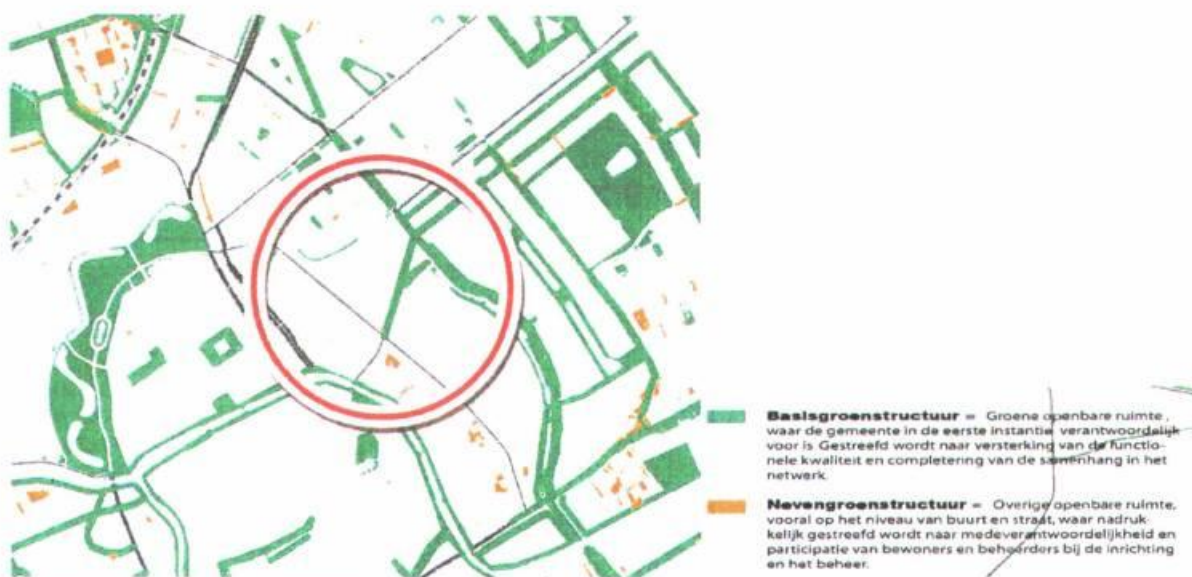 Basisgroenstructuur = Groene openbare ruimte,
waar de gemeente in de eerste instantie verantwoordelijk
voor is Gestreefd wordt naar versterking van de functio-
nele kwaliteit en completering van de samenhang in het
netwerk.
Nevengroenstructuur = Overige openbare ruimte,
vooral op het niveau van buurt en straat, waar nadruk-
kelijk gestreefd wordt naar medeverantwoordelijkheid en
participatie van bewoners en beheerders bij de inrichting
en het beheer.